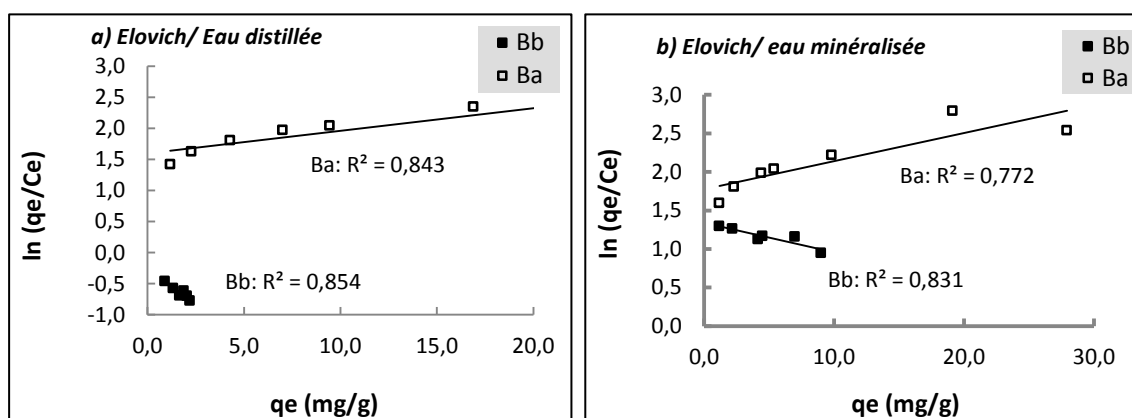 a) Elovich/ Eau distillée
Bb
Ba
3,0
2,5
2,0
1,5
1,0
0,5
0,0
-0,5
-1,0
ln (qe/Ce)
Ba: R² = 0,843
Bb: R² = 0,854
0,0 5,0 10,0 15,0 20,0
qe (mg/g)
b) Elovich/ eau minéralisée
Bb
Ba
3,0
2,5
2,0
1,5
1,0
0,5
0,0
ln (qe/Ce)
Ba: R² = 0,772
Bb: R² = 0,831
0,0 10,0 20,0 30,0
qe (mg/g)